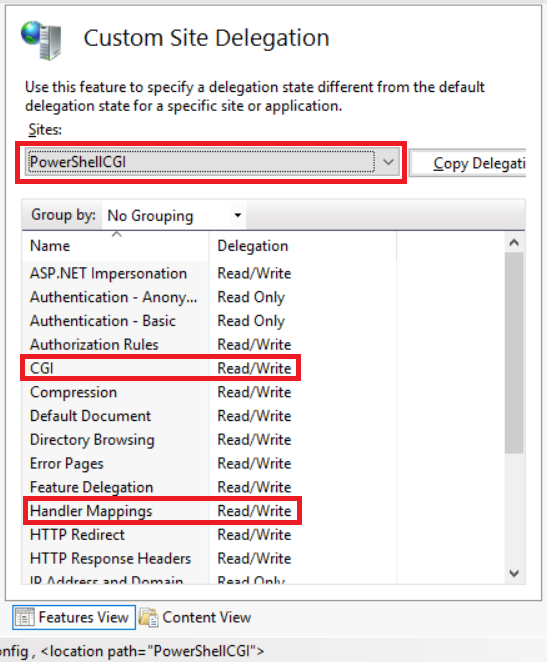 Custom Site Delegation
Use this feature to specify a delegation state different from the default
delegation state for a specific site or application.
Sites:
PowerShellCGI
Copy Delegati
Group by: No Grouping
Name Delegation
ASP.NET Impersonation Read/Write
Authentication - Anony... Read Only
Authentication - Basic Read Only
Authorization Rules Read/Write
CGI Read/Write
Compression Read/Write
Default Document Read/Write
Directory Browsing Read/Write
Error Pages Read/Write
Feature Delegation Read/Write
Handler Mappings Read/Write
HTTP Redirect Read/Write
HTTP Response Headers Read/Write
IP Address and Domain Read Only
Features View Content View
onfig , <location path="PowerShellCGI">